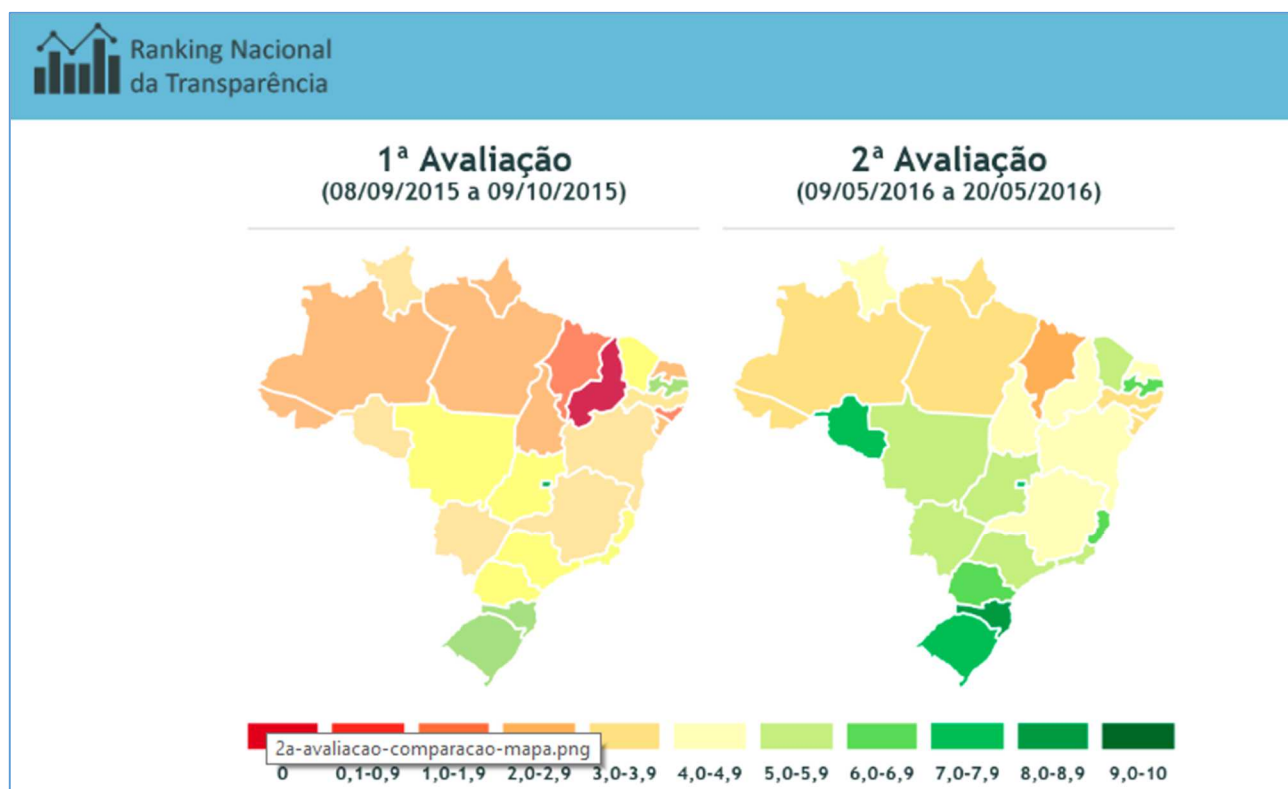 Ranking Nacional
da Transparência
1ª Avaliação
(08/09/2015 a 09/10/2015)
2ª Avaliação
(09/05/2016 a 20/05/2016)
2a-avaliacao-comparacao-mapa.png
0 0,1-0,9 1,0-1,9 2,0-2,9 3,0-3,9 4,0-4,9 5,0-5,9 6,0-6,9 7,0-7,9 8,0-8,9 9,0-10